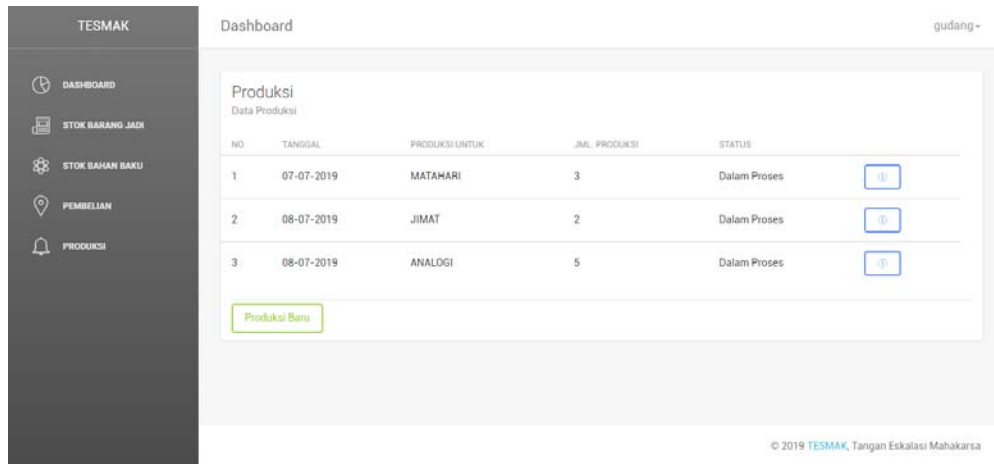 TESMAK
Dashboard
gudang
DASHBOARD
STOK BARANG JADI
STOK BAHAN BAKU
PEMBELIAN
PRODUKSI
Produksi
Data Produksi
NO TANGGAL PRODUKSI UNTUK JML. PRODUKSI STATUS
1 07-07-2019 MATAHARI 3 Dalam Proses
2 08-07-2019 JIMAT 2 Dalam Proses
3 08-07-2019 ANALOGI 5 Dalam Proses
Produksi Baru
© 2019 TESMAK, Tangan Eskalasi Mahakarsa